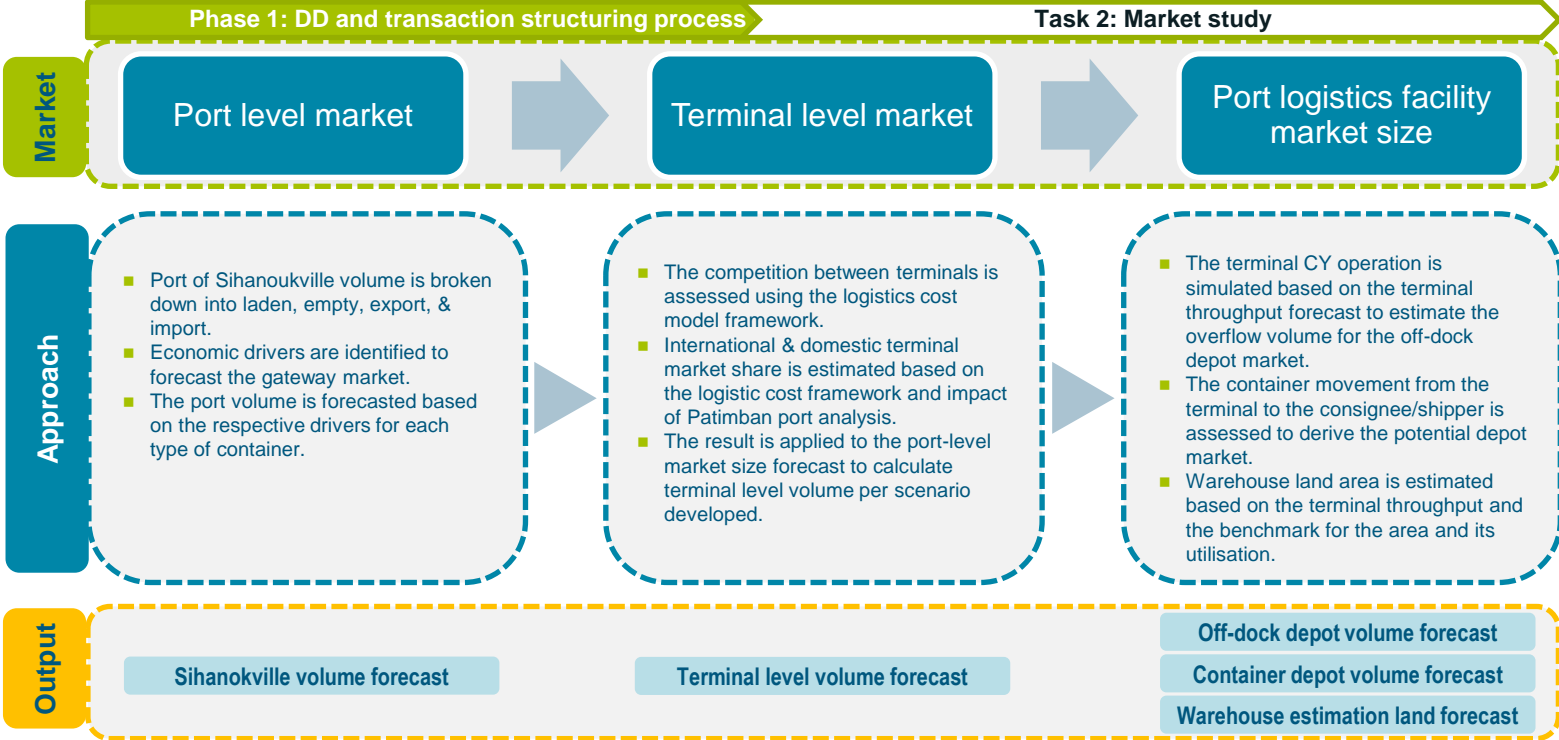 Phase 1: DD and transaction structuring process
Task 2: Market study
Market
Port level market
Terminal level market
Port logistics facility
market size
Approach
Port of Sihanoukville volume is broken
down into laden, empty, export, &
import.
Economic drivers are identified to
forecast the gateway market.
The port volume is forecasted based
on the respective drivers for each
type of container.
The competition between terminals is
assessed using the logistics cost
model framework.
International & domestic terminal
market share is estimated based on
the logistic cost framework and impact
of Patimban port analysis.
The result is applied to the port-level
market size forecast to calculate
terminal level volume per scenario
developed.
The terminal CY operation is
simulated based on the terminal
throughput forecast to estimate the
overflow volume for the off-dock
depot market.
The container movement from the
terminal to the consignee/shipper is
assessed to derive the potential depot
market.
Warehouse land area is estimated
based on the terminal throughput and
the benchmark for the area and its
utilisation.
Output
Sihanokville volume forecast
Terminal level volume forecast
Off-dock depot volume forecast
Container depot volume forecast
Warehouse estimation land forecast